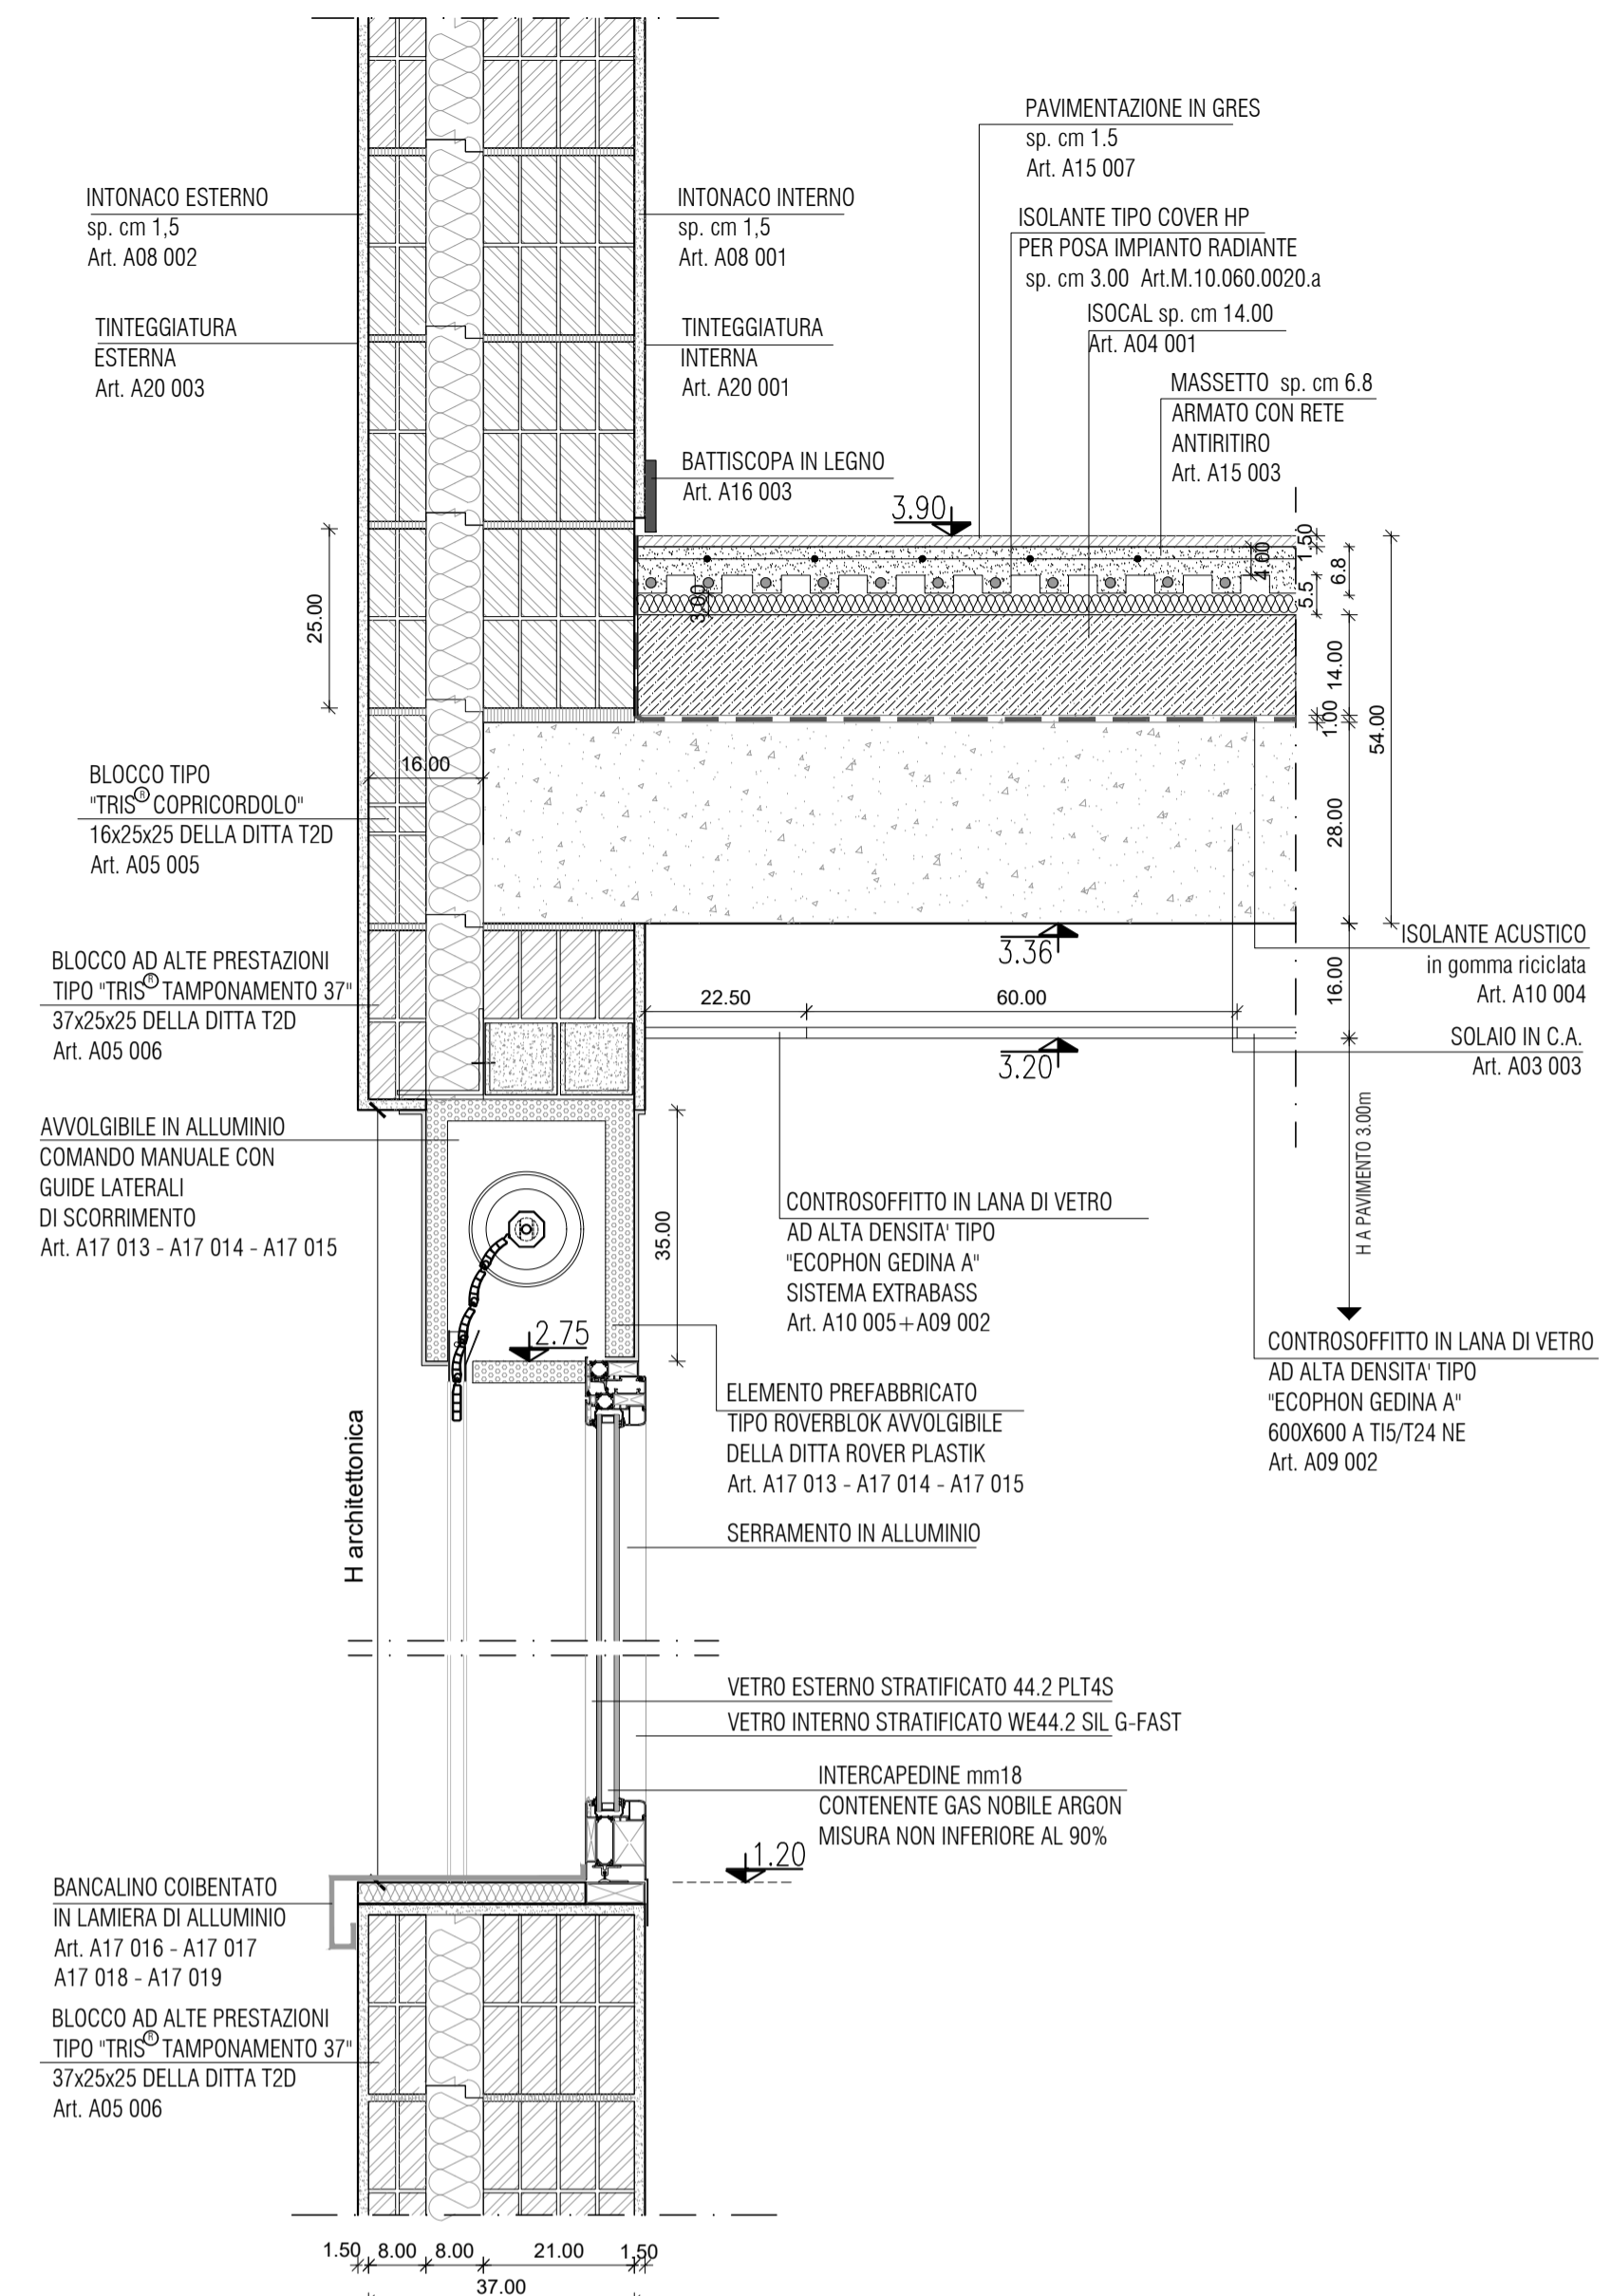 PAVIMENTAZIONE IN GRES
sp. cm 1.5
Art. A15 007
INTONACO ESTERNO
sp. cm 1,5
Art. A08 002
INTONACO INTERNO
sp. cm 1,5
Art. A08 001
ISOLANTE TIPO COVER HP
PER POSA IMPIANTO RADIANTE
sp. cm 3.00 Art.M.10.060.0020.a
ISOCAL sp. cm 14.00
Art. A04 001
TINTEGGIATURA
ESTERNA
Art. A20 003
TINTEGGIATURA
INTERNA
Art. A20 001
MASSETTO sp. cm 6.8
ARMATO CON RETE
ANTIRITIRO
Art. A15 003
BATTISCOPA IN LEGNO
Art. A16 003
3.90
1.50
4.00
6.8
5.5
3.00
25.00
14.00
1.00
54.00
28.00
16.00
16.00
BLOCCO TIPO
"TRIS® COPRICORDOLO"
16x25x25 DELLA DITTA T2D
Art. A05 005
3.36
ISOLANTE ACUSTICO
in gomma riciclata
Art. A10 004
BLOCCO AD ALTE PRESTAZIONI
TIPO "TRIS® TAMPONAMENTO 37"
37x25x25 DELLA DITTA T2D
Art. A05 006
22.50
60.00
3.20
SOLAIO IN C.A.
Art. A03 003
H A PAVIMENTO 3.00m
AVVOLGIBILE IN ALLUMINIO
COMANDO MANUALE CON
GUIDE LATERALI
DI SCORRIMENTO
Art. A17 013 - A17 014 - A17 015
35.00
CONTROSOFFITTO IN LANA DI VETRO
AD ALTA DENSITA' TIPO
"ECOPHON GEDINA A"
SISTEMA EXTRABASS
Art. A10 005+A09 002
2.75
CONTROSOFFITTO IN LANA DI VETRO
AD ALTA DENSITA' TIPO
"ECOPHON GEDINA A"
600X600 A TI5/T24 NE
Art. A09 002
ELEMENTO PREFABBRICATO
TIPO ROVERBLOK AVVOLGIBILE
DELLA DITTA ROVER PLASTIK
Art. A17 013 - A17 014 - A17 015
H architettonica
SERRAMENTO IN ALLUMINIO
VETRO ESTERNO STRATIFICATO 44.2 PLT4S
VETRO INTERNO STRATIFICATO WE44.2 SIL G-FAST
INTERCAPEDINE mm18
CONTENENTE GAS NOBILE ARGON
MISURA NON INFERIORE AL 90%
1.20
BANCALINO COIBENTATO
IN LAMIERA DI ALLUMINIO
Art. A17 016 - A17 017
A17 018 - A17 019
BLOCCO AD ALTE PRESTAZIONI
TIPO "TRIS® TAMPONAMENTO 37"
37x25x25 DELLA DITTA T2D
Art. A05 006
1.50 8.00 8.00 21.00 1.50
37.00